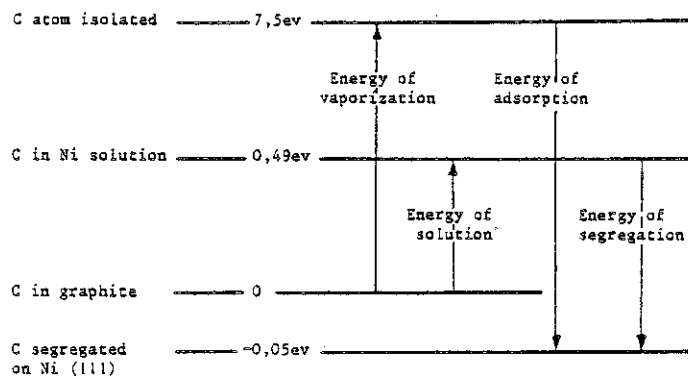 C atom isolated 7,5ev
Energy of vaporization
Energy of adsorption
C in Ni solution 0,49ev
Energy of solution
Energy of segregation
C in graphite 0
C segregated on Ni (111) -0,05ev